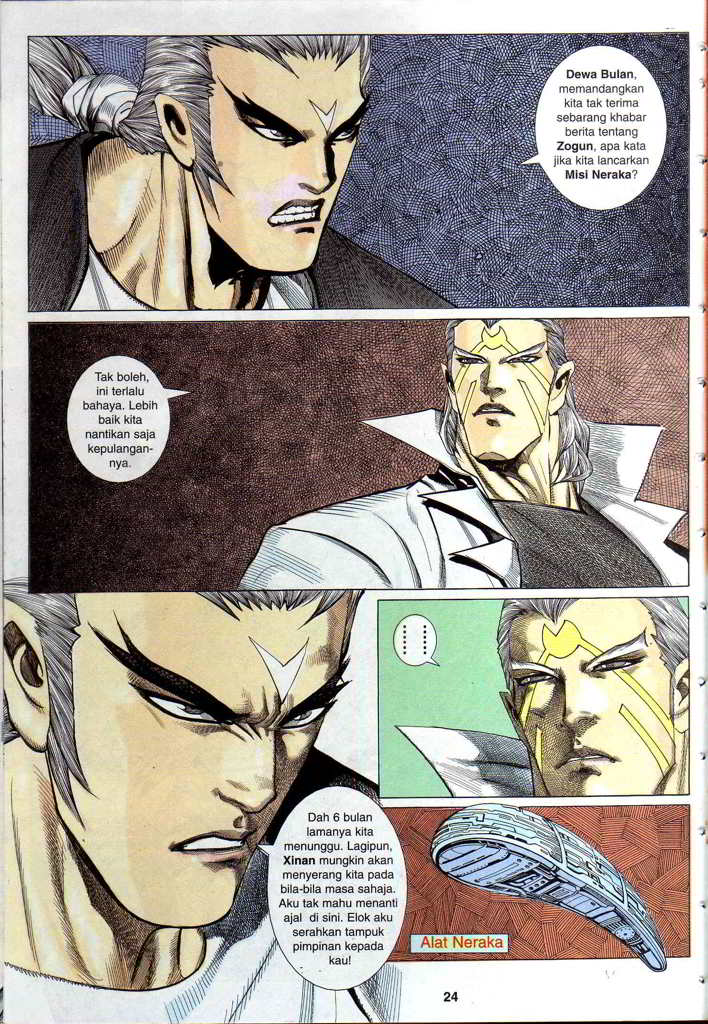 Dewa Bulan,
memandangkan
kita tak terima
sebarang khabar
berita tentang
Zogun, apa kata
jika kita lancarkan
Misi Neraka?
Tak boleh,
ini terlalu
bahaya. Lebih
baik kita
nantikan saja
kepulangan-
nya.
Dah 6 bulan
lamanya kita
menunggu. Lagipun,
Xinan mungkin akan
menyerang kita pada
bila-bila masa sahaja.
Aku tak mahu menanti
ajal di sini. Elok aku
serahkan tampuk
pimpinan kepada
kau!
Alat Neraka
24